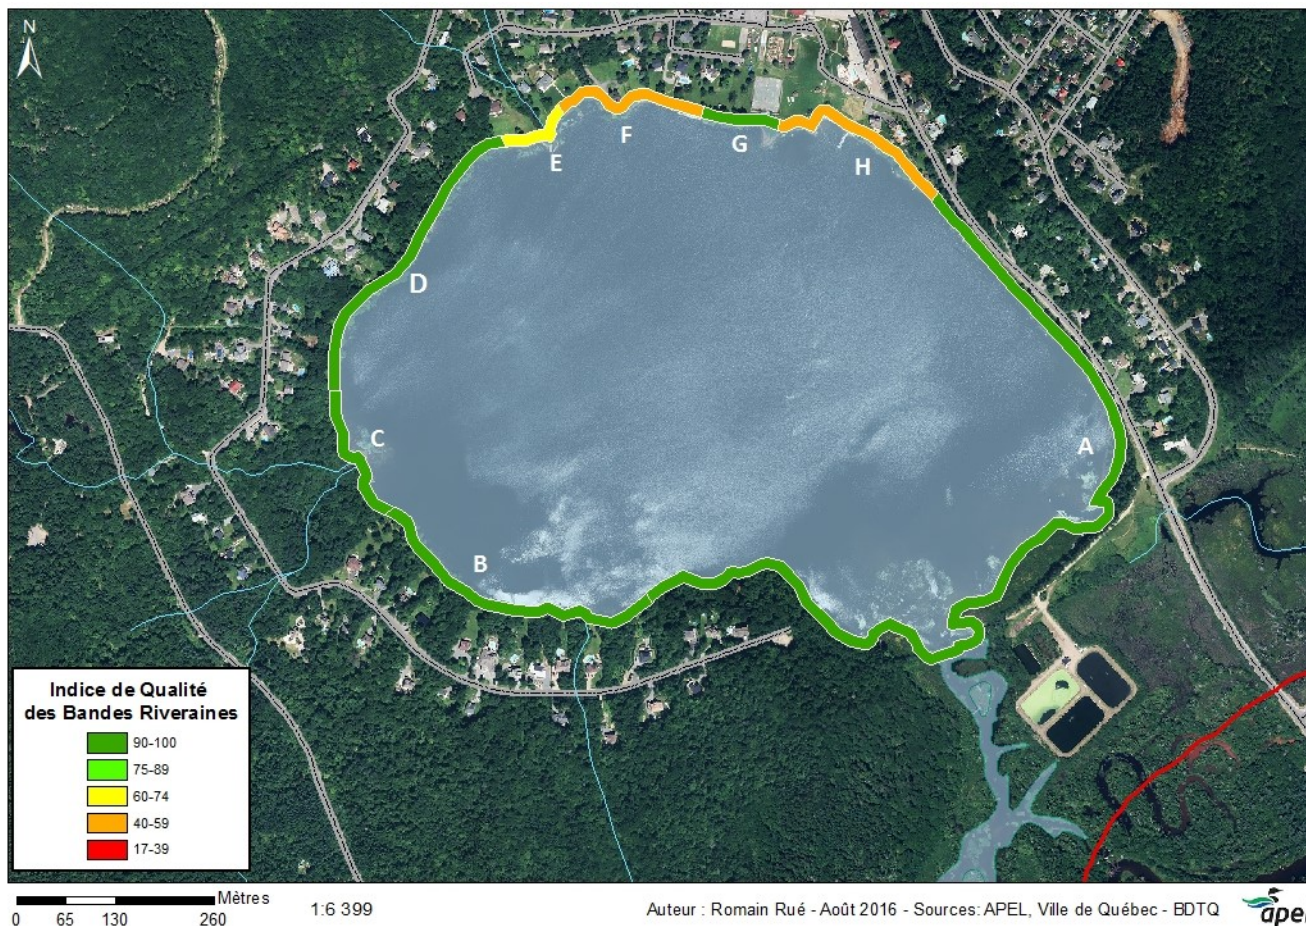 N
E
F
G
H
D
C
A
B
Indice de Qualité
des Bandes Riveraines
90-100
75-89
60-74
40-59
17-39
Mètres
0 65 130 260
1:6 399
Auteur : Romain Rué - Août 2016 - Sources: APEL, Ville de Québec - BDTQ
apel